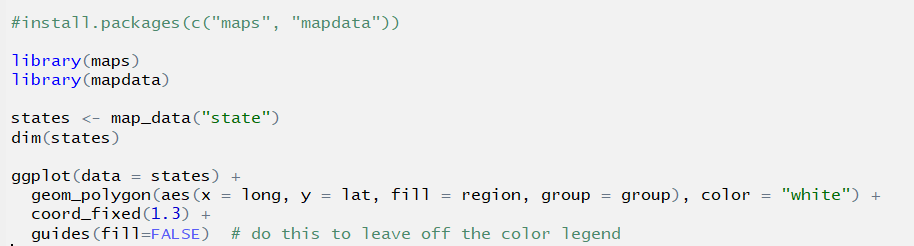 #install.packages(c("maps", "mapdata"))
library(maps)
library(mapdata)
states <- map_data("state")
dim(states)
ggplot(data = states) +
  geom_polygon(aes(x = long, y = lat, fill = region, group = group), color = "white") +
  coord_fixed(1.3) +
  guides(fill=FALSE)  # do this to leave off the color legend